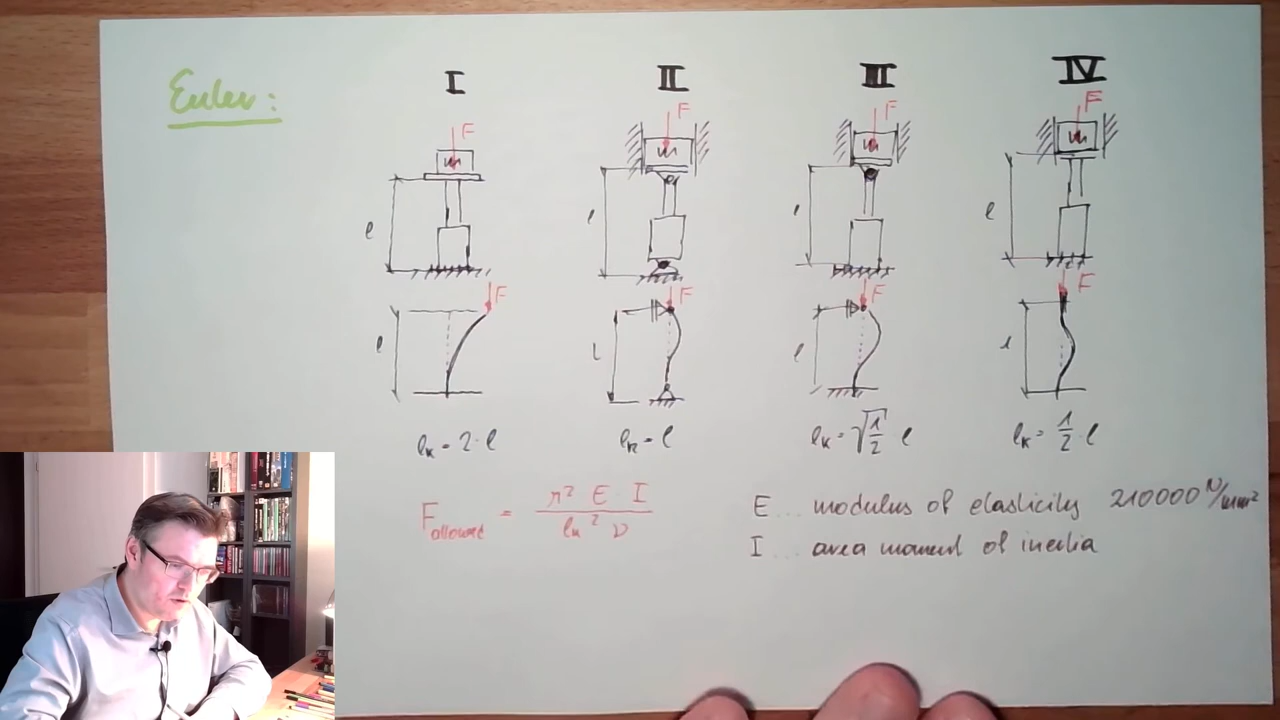 Euler:
I II III IV
F F F F
m m m m
l l l l
F F F F
l l l l
lk = 2·l lk = l lk = √1/2 l lk = 1/2 l
F allowed = π² E I / lk² ν
E ... modulus of elasticity 210000 N/mm²
I ... area moment of inertia